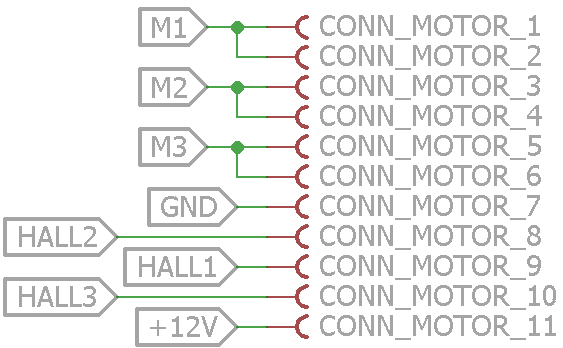 M1 CONN_MOTOR_1
CONN_MOTOR_2
M2 CONN_MOTOR_3
CONN_MOTOR_4
M3 CONN_MOTOR_5
CONN_MOTOR_6
GND CONN_MOTOR_7
HALL2 CONN_MOTOR_8
HALL1 CONN_MOTOR_9
HALL3 CONN_MOTOR_10
+12V CONN_MOTOR_11